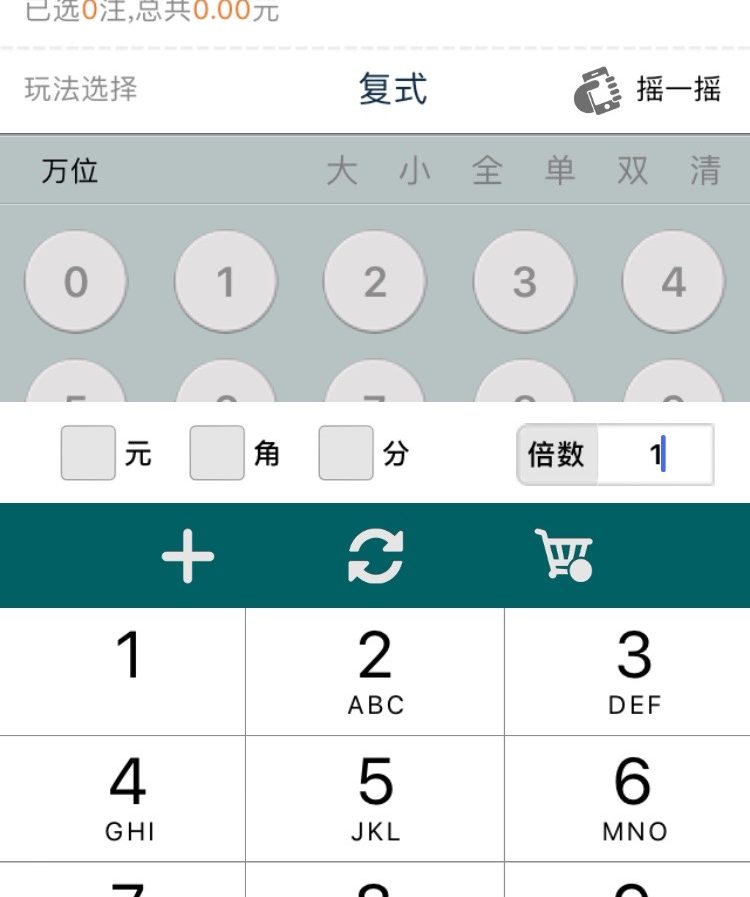 已选0注,总共0.00元
玩法选择 复式 摇一摇
万位 大 小 全 单 双 清
0 1 2 3 4
元 角 分 倍数 1
1 2 3
ABC DEF
4 5 6
GHI JKL MNO